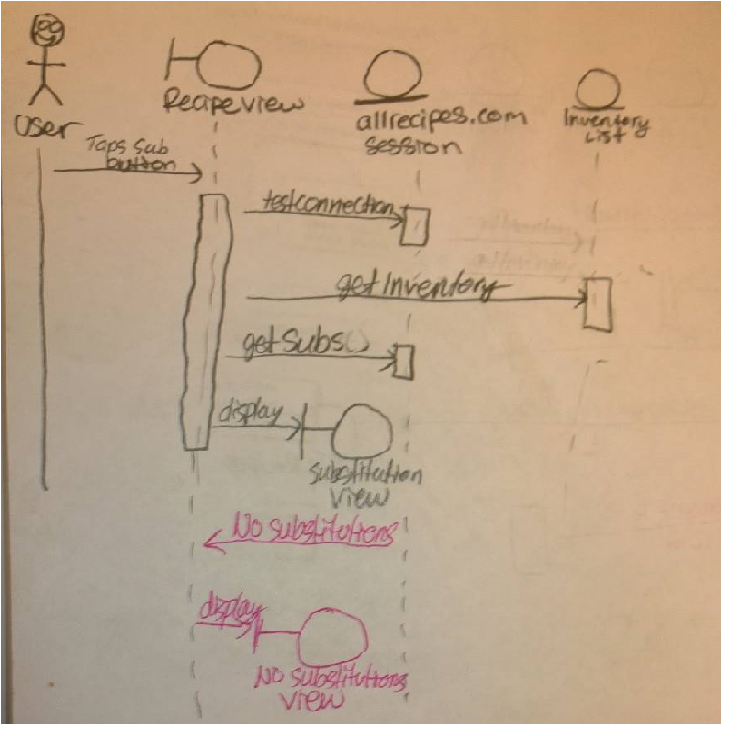 User
Recipeview
allrecipes.com
session
Inventory
List
Taps sub
button
testconnection
getInventory
getSubs()
display
substitution
view
No substitutions
display
No substitutions
view